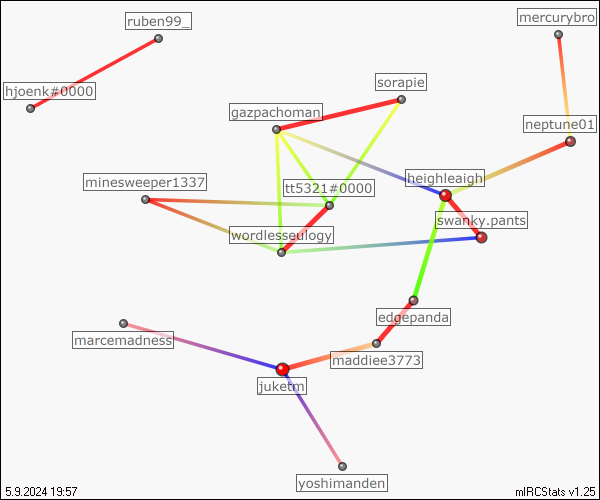 ruben99_
mercurybro
hjoenk#0000
sorapie
gazpachoman
neptune01
minesweeper1337
tt5321#0000
heighleaigh
swanky.pants
wordlesseulogy
edgepanda
marcemadness
maddiee3773
juketm
yoshimanden
5.9.2024 19:57
mIRCStats v1.25